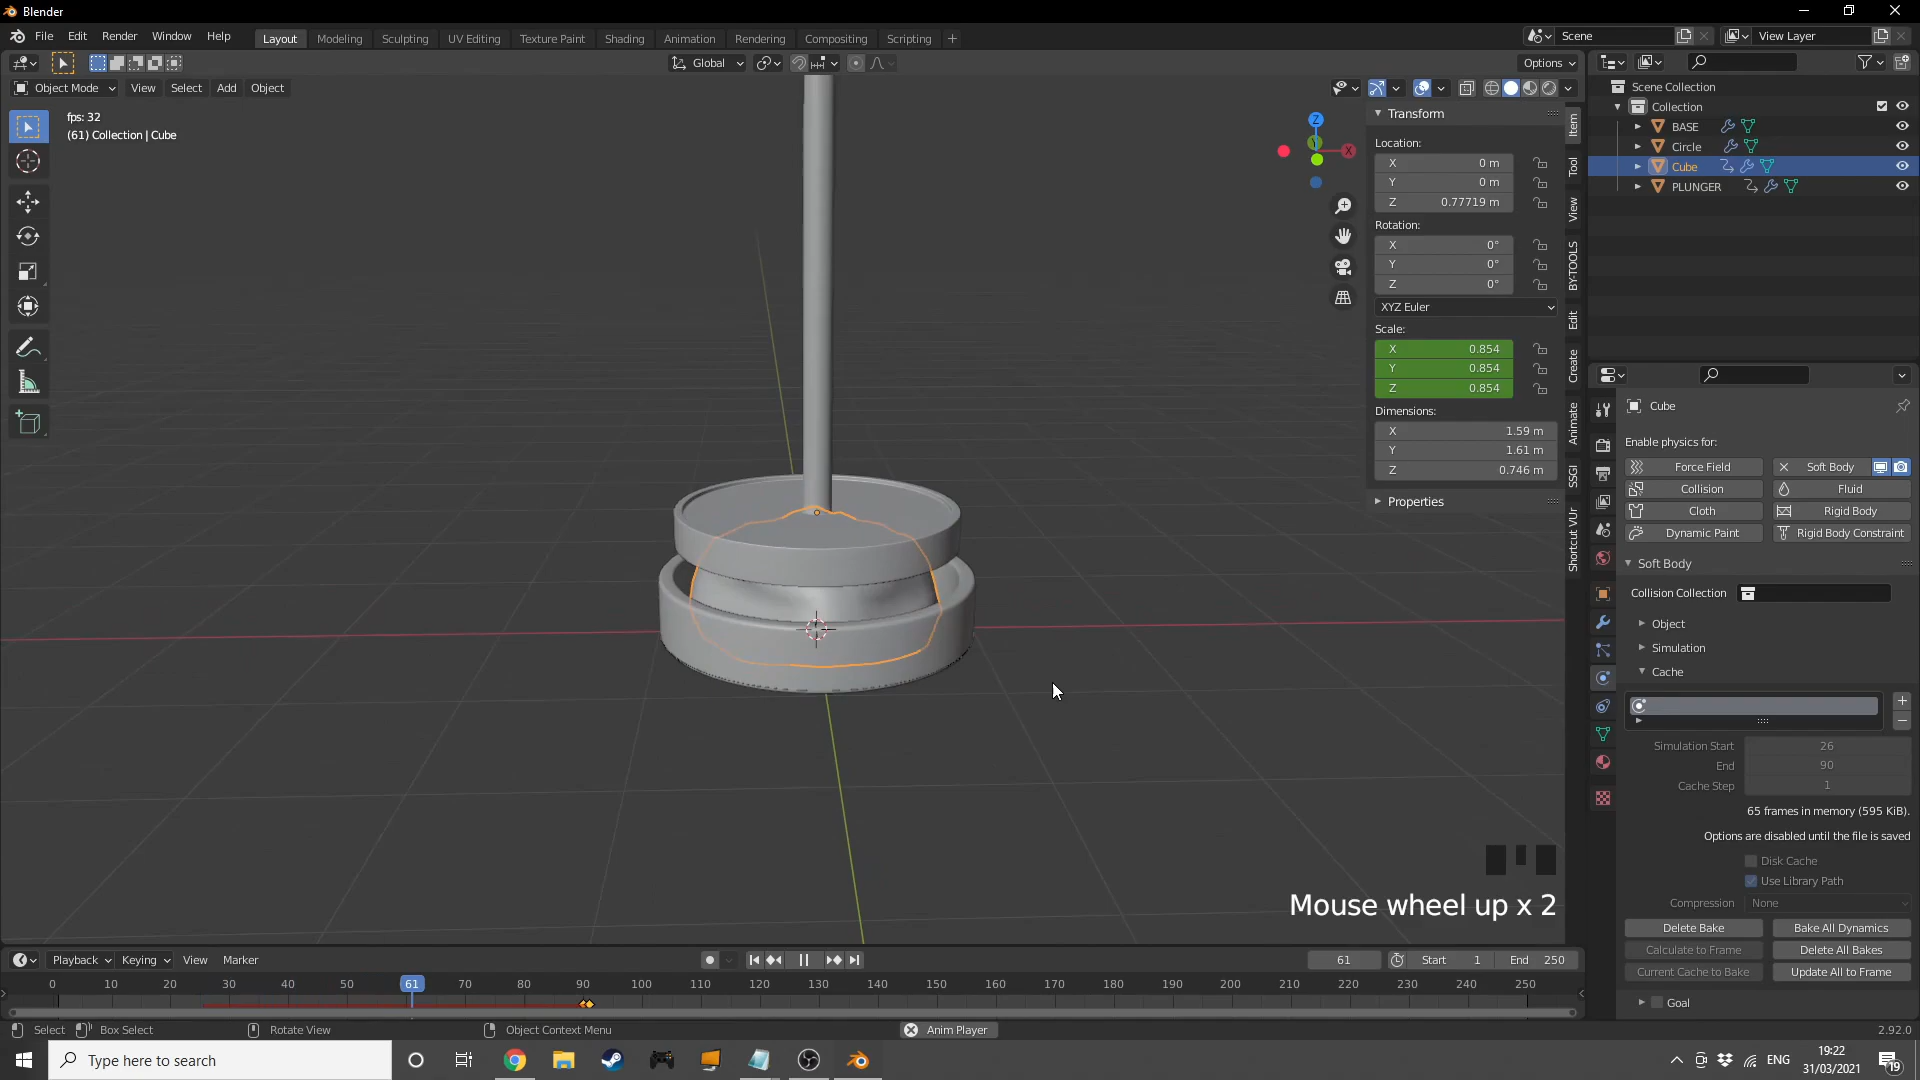 Blender
File Edit Render Window Help
Layout Modeling Sculpting UV Editing Texture Paint Shading Animation Rendering Compositing Scripting
Scene
View Layer
Global
Options
Object Mode View Select Add Object
fps: 32
(61) Collection | Cube
Z
X
Transform
Location:
X 0 m
Y 0 m
Z 0.77719 m
Rotation:
X 0°
Y 0°
Z 0°
XYZ Euler
Scale:
X 0.854
Y 0.854
Z 0.854
Dimensions:
X 1.59 m
Y 1.61 m
Z 0.746 m
Properties
Item
Tool
View
BY-TOOLS
Edit
Create
Animate
SSGI
Shortcut VUr
Scene Collection
Collection
BASE
Circle
Cube
PLUNGER
Cube
Enable physics for:
Force Field Soft Body
Collision Fluid
Cloth Rigid Body
Dynamic Paint Rigid Body Constraint
Soft Body
Collision Collection
Object
Simulation
Cache
Simulation Start 26
End 90
Cache Step 1
65 frames in memory (595 KiB).
Options are disabled until the file is saved
Disk Cache
Use Library Path
Compression None
Delete Bake Bake All Dynamics
Calculate to Frame Delete All Bakes
Current Cache to Bake Update All to Frame
Goal
Mouse wheel up x 2
Playback Keying View Marker
61 Start 1 End 250
0 10 20 30 40 50 61 70 80 90 100 110 120 130 140 150 160 170 180 190 200 210 220 230 240 250
Select Box Select Rotate View Object Context Menu Anim Player 2.92.0
Type here to search
ENG
19:22
31/03/2021
19